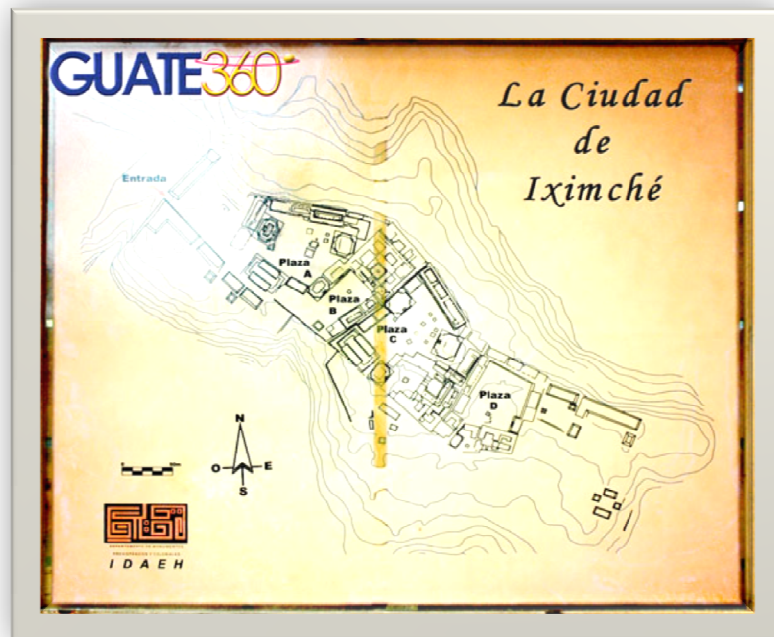 GUATE360
La Ciudad
de
Iximché
Entrada
Plaza
A
Plaza
B
Plaza
C
Plaza
D
N
O E
S
IDAEH